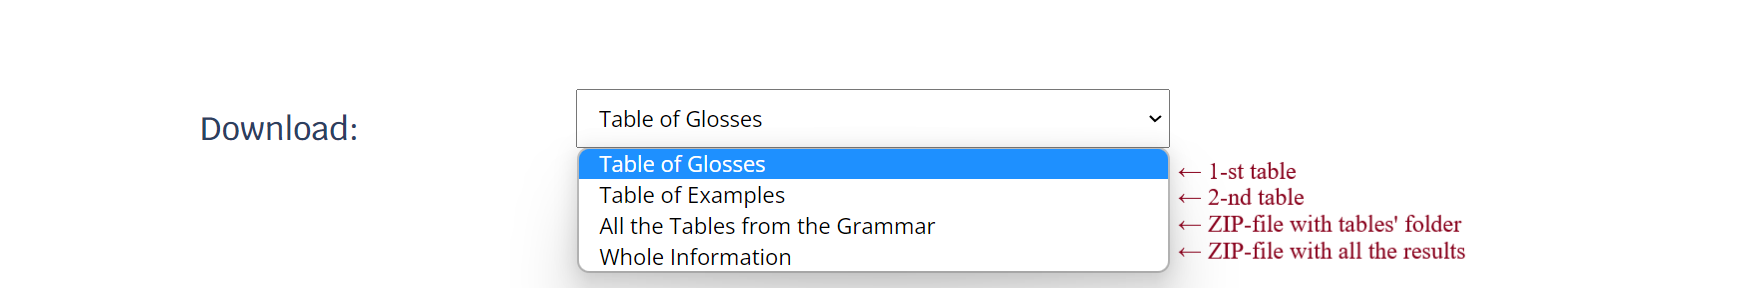 Download:
Table of Glosses
Table of Glosses ← 1-st table
Table of Examples ← 2-nd table
All the Tables from the Grammar ← ZIP-file with tables' folder
Whole Information ← ZIP-file with all the results